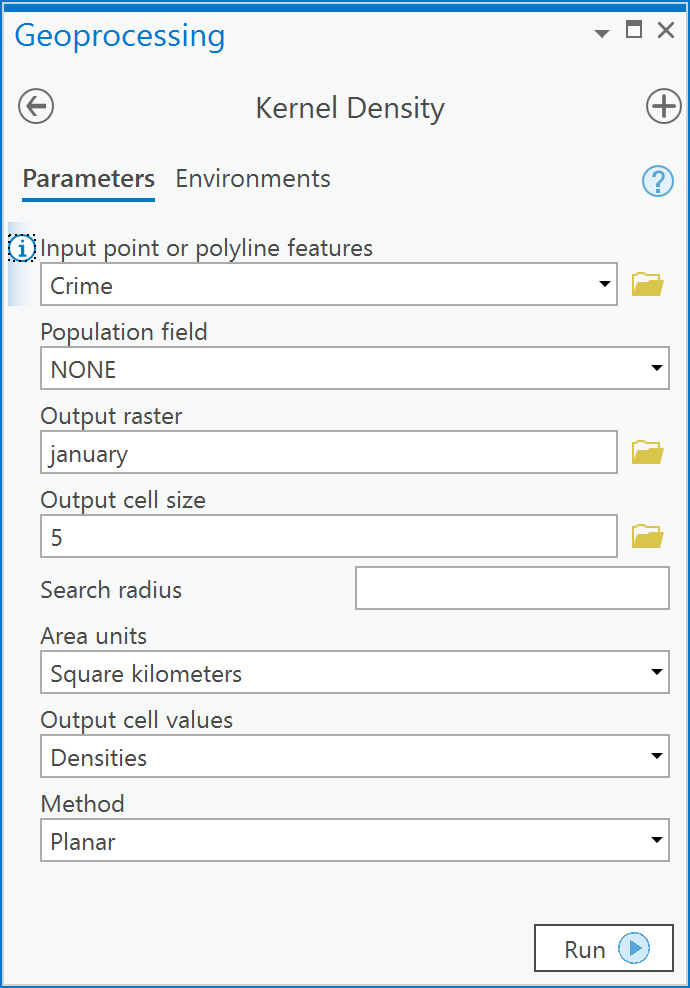 Geoprocessing
Kernel Density
Parameters Environments
Input point or polyline features
Crime
Population field
NONE
Output raster
january
Output cell size
5
Search radius
Area units
Square kilometers
Output cell values
Densities
Method
Planar
Run